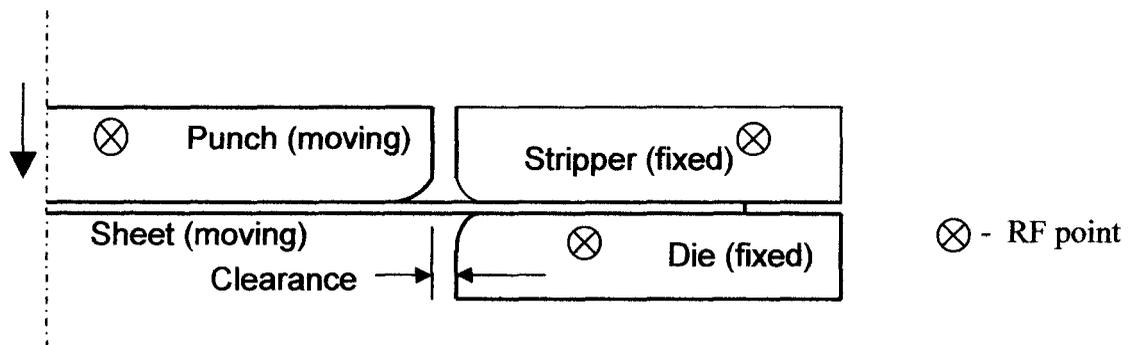 Punch (moving)
Stripper (fixed)
Sheet (moving)
Die (fixed)
Clearance
- RF point